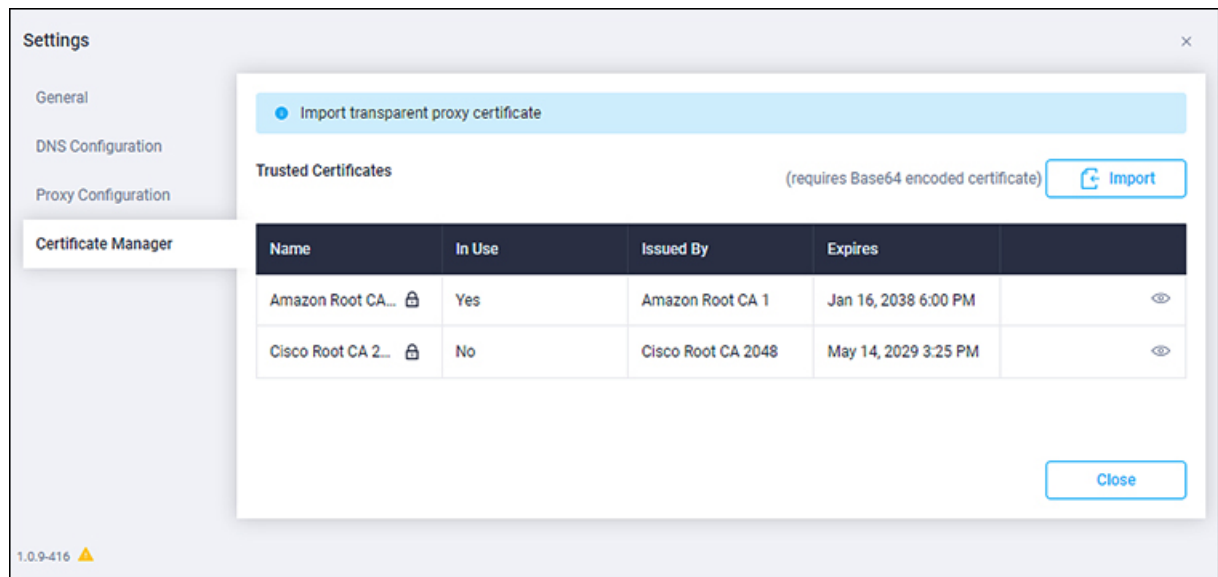 Settings
General
DNS Configuration
Proxy Configuration
Certificate Manager
Import transparent proxy certificate
Trusted Certificates
(requires Base64 encoded certificate)
Import
Name In Use Issued By Expires
Amazon Root CA... Yes Amazon Root CA 1 Jan 16, 2038 6:00 PM
Cisco Root CA 2... No Cisco Root CA 2048 May 14, 2029 3:25 PM
Close
1.0.9-416